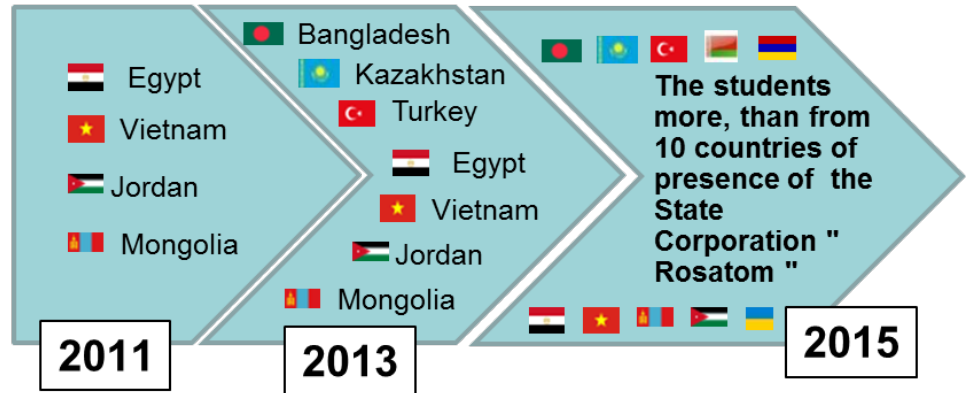 Egypt
Vietnam
Jordan
Mongolia
2011
Bangladesh
Kazakhstan
Turkey
Egypt
Vietnam
Jordan
Mongolia
2013
The students
more, than from
10 countries of
presence of the
State
Corporation "
Rosatom "
2015